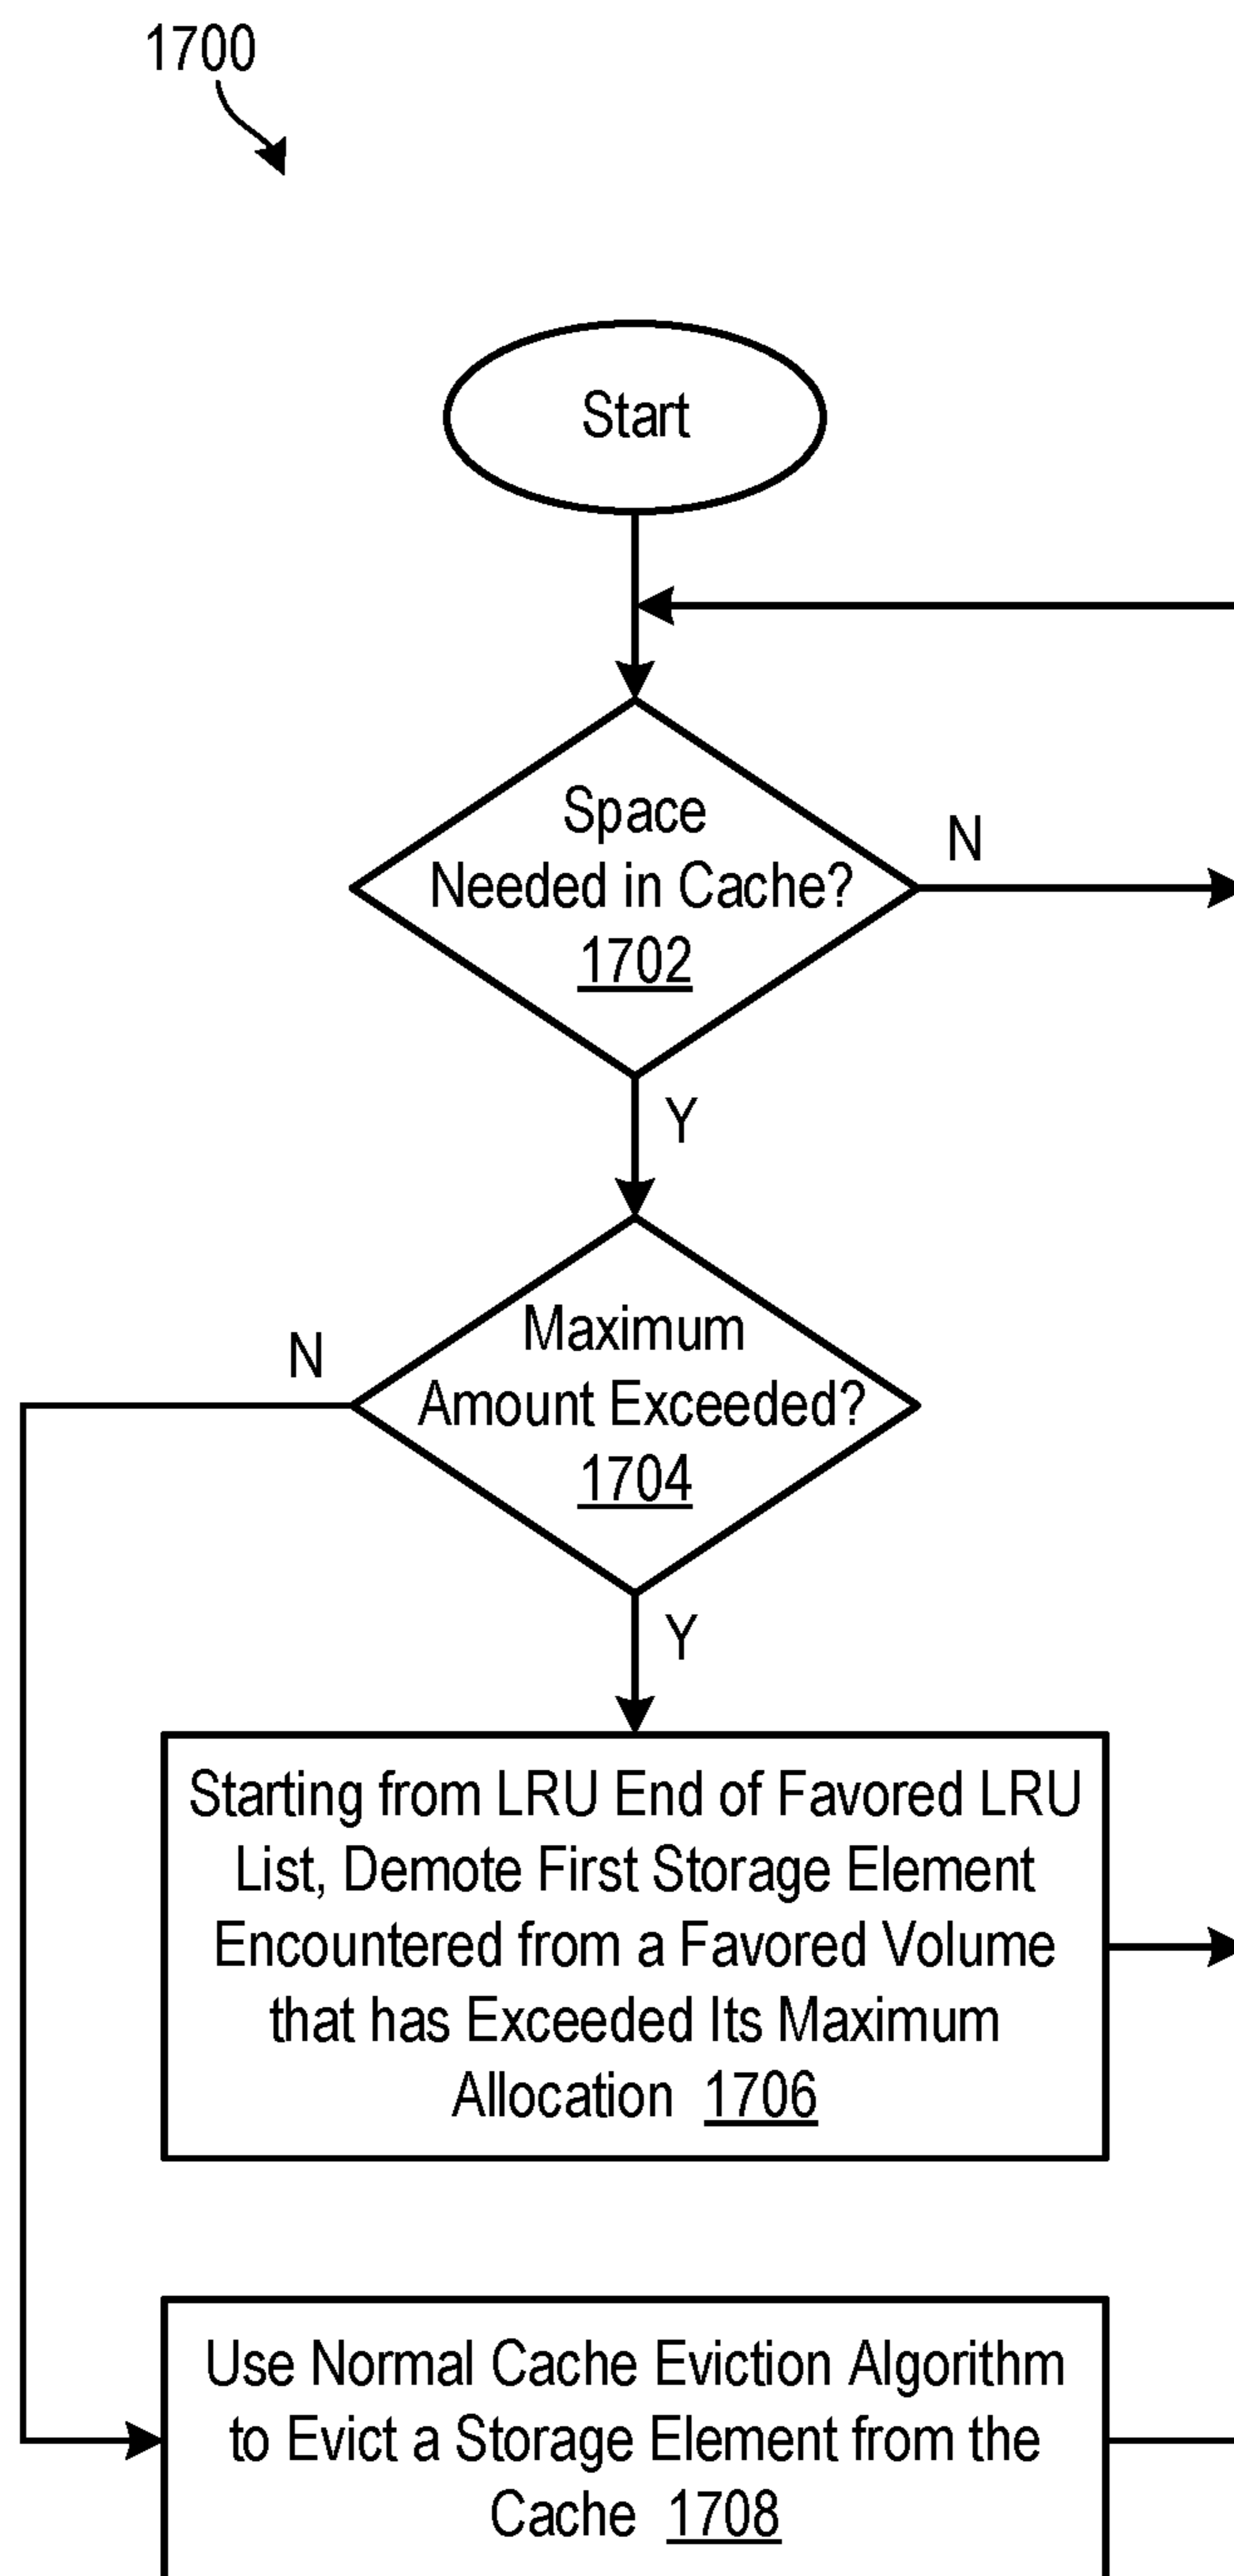 1700
Start
Space
Needed in Cache?
1702
N
Y
Maximum
Amount Exceeded?
1704
N
Y
Starting from LRU End of Favored LRU
List, Demote First Storage Element
Encountered from a Favored Volume
that has Exceeded Its Maximum
Allocation 1706
Use Normal Cache Eviction Algorithm
to Evict a Storage Element from the
Cache 1708